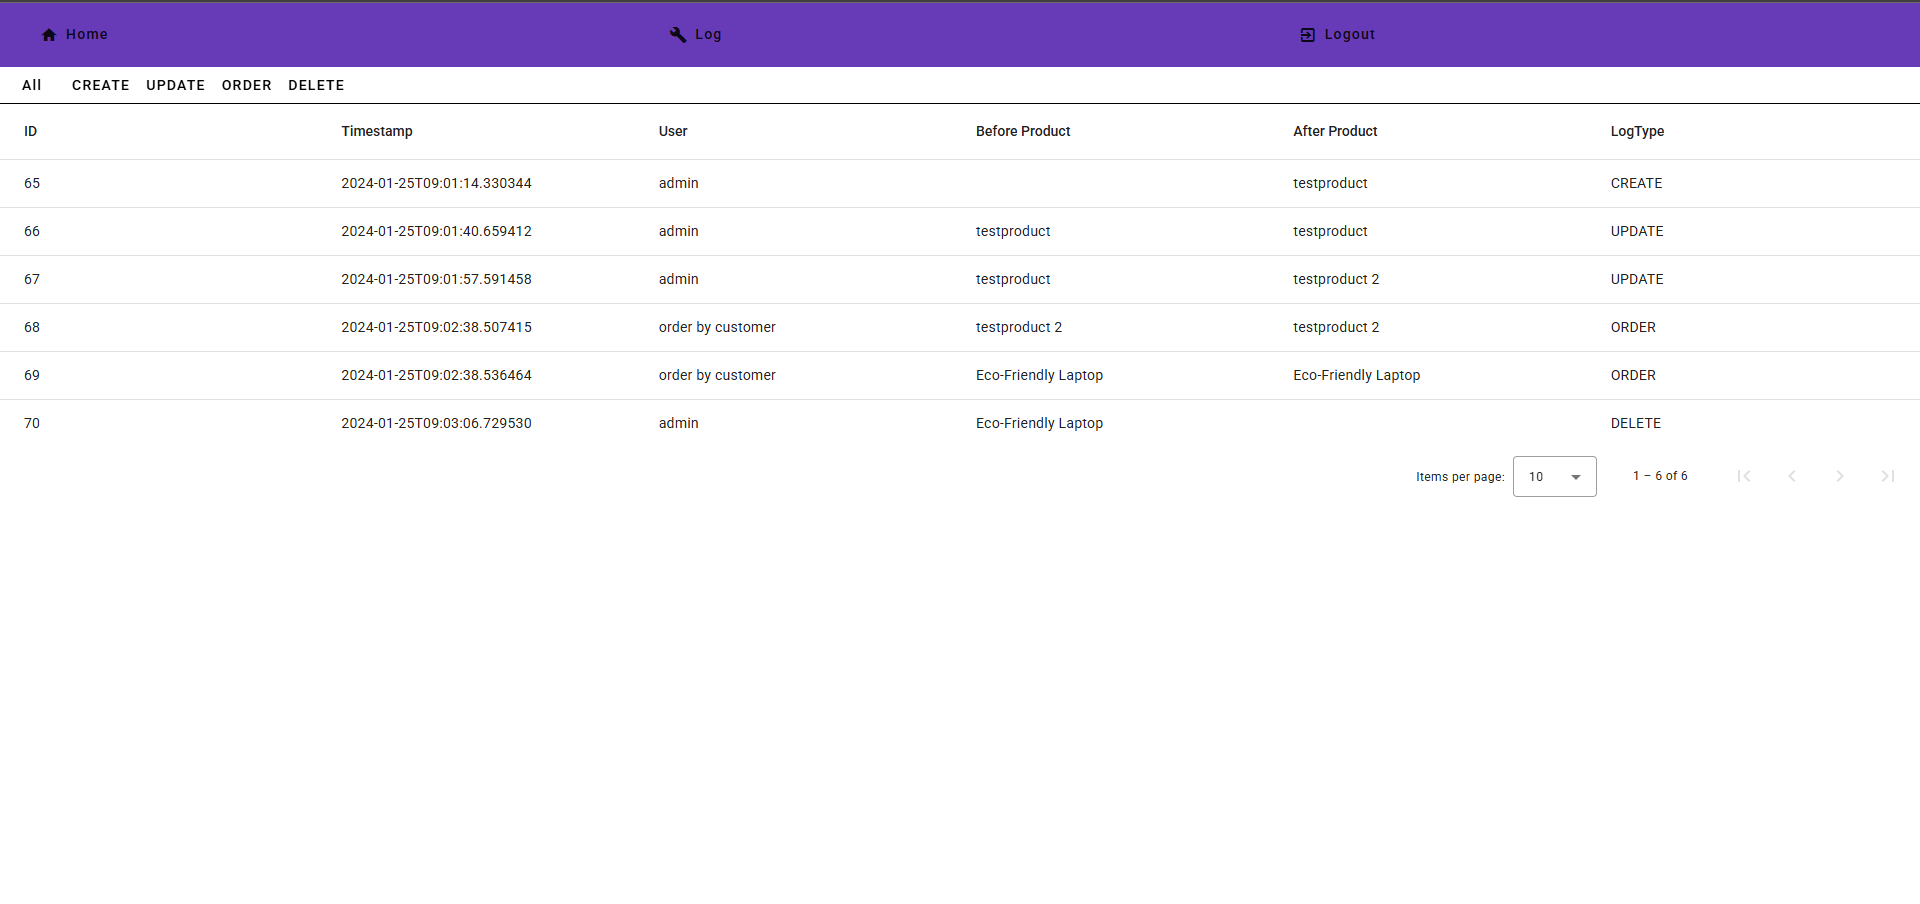 Home Log Logout
All CREATE UPDATE ORDER DELETE
ID Timestamp User Before Product After Product LogType
65 2024-01-25T09:01:14.330344 admin testproduct CREATE
66 2024-01-25T09:01:40.659412 admin testproduct testproduct UPDATE
67 2024-01-25T09:01:57.591458 admin testproduct testproduct 2 UPDATE
68 2024-01-25T09:02:38.507415 order by customer testproduct 2 testproduct 2 ORDER
69 2024-01-25T09:02:38.536464 order by customer Eco-Friendly Laptop Eco-Friendly Laptop ORDER
70 2024-01-25T09:03:06.729530 admin Eco-Friendly Laptop DELETE
Items per page: 10 1 – 6 of 6